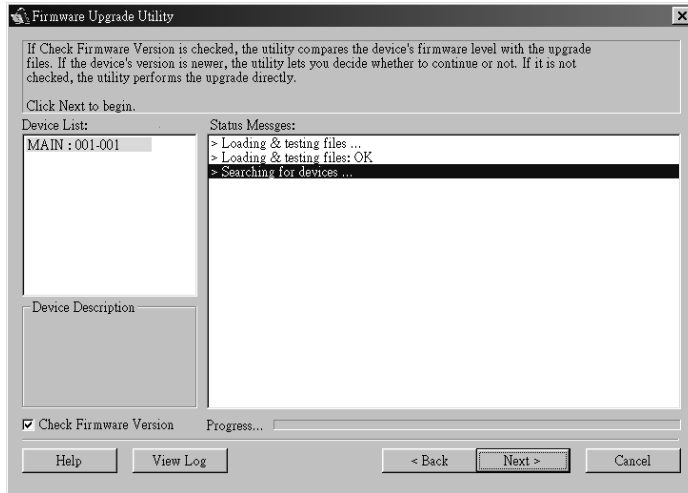 Firmware Upgrade Utility
If Check Firmware Version is checked, the utility compares the device's firmware level with the upgrade
files. If the device's version is newer, the utility lets you decide whether to continue or not. If it is not
checked, the utility performs the upgrade directly.
Click Next to begin.
Device List:
Status Messges:
MAIN : 001-001
> Loading & testing files ...
> Loading & testing files: OK
> Searching for devices ...
Device Description
Check Firmware Version
Progress...
Help
View Log
< Back
Next >
Cancel